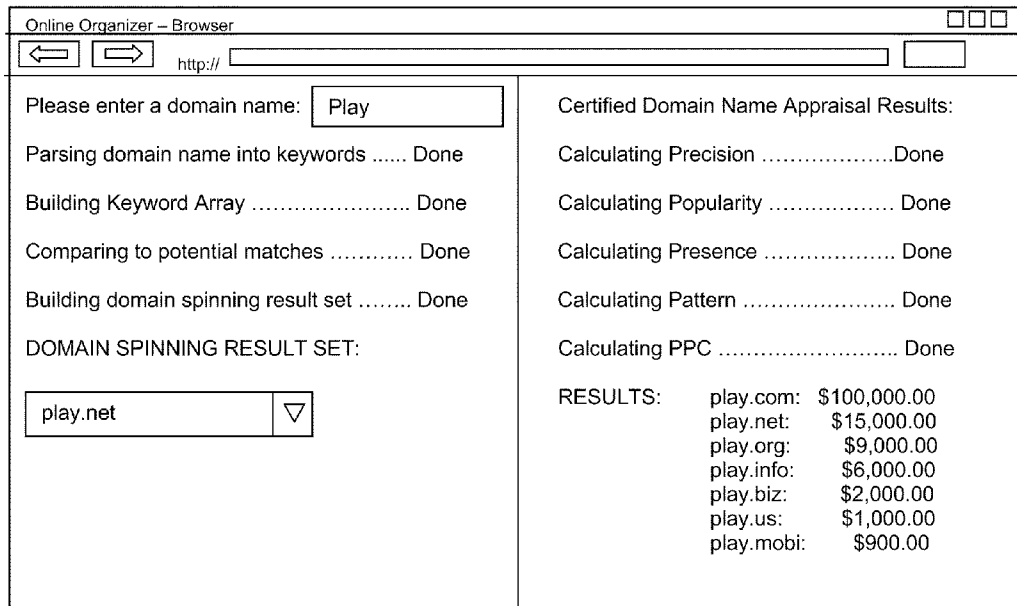 Online Organizer – Browser
http://
Please enter a domain name: Play
Parsing domain name into keywords ...... Done
Building Keyword Array ........................ Done
Comparing to potential matches ............ Done
Building domain spinning result set ........ Done
DOMAIN SPINNING RESULT SET:
play.net
Certified Domain Name Appraisal Results:
Calculating Precision ....................Done
Calculating Popularity ................... Done
Calculating Presence .................... Done
Calculating Pattern ....................... Done
Calculating PPC ........................... Done
RESULTS: play.com: $100,000.00
play.net: $15,000.00
play.org: $9,000.00
play.info: $6,000.00
play.biz: $2,000.00
play.us: $1,000.00
play.mobi: $900.00